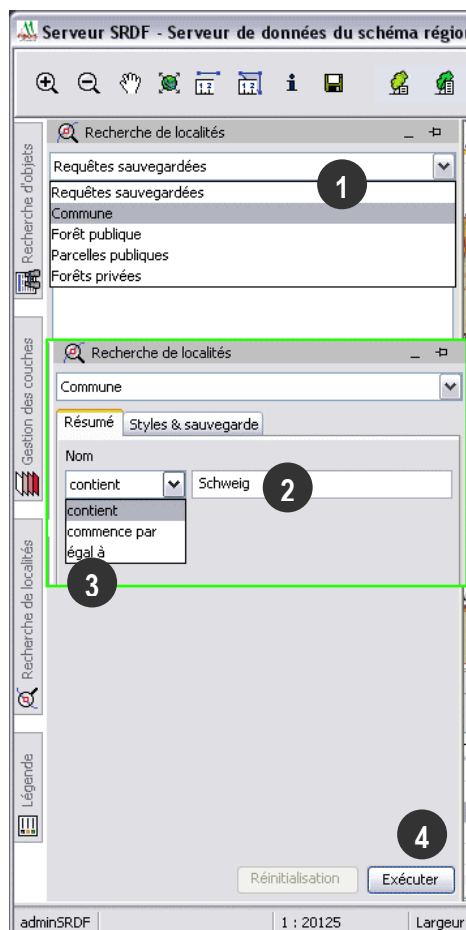 Serveur SRDF - Serveur de données du schéma région
Recherche d'objets
Gestion des couches
Recherche de localités
Légende
Recherche de localités
Requêtes sauvegardées
1
Requêtes sauvegardées
Commune
Forêt publique
Parcelles publiques
Forêts privées
Recherche de localités
Commune
Résumé
Styles & sauvegarde
Nom
contient
Schweig
2
contient
commence par
égal à
3
4
Réinitialisation
Exécuter
adminSRDF
1 : 20125
Largeur